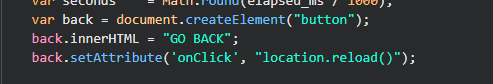 var seconds = Math.round(elapsed_ms / 1000);
var back = document.createElement("button");
back.innerHTML = "GO BACK";
back.setAttribute('onClick', "location.reload()");